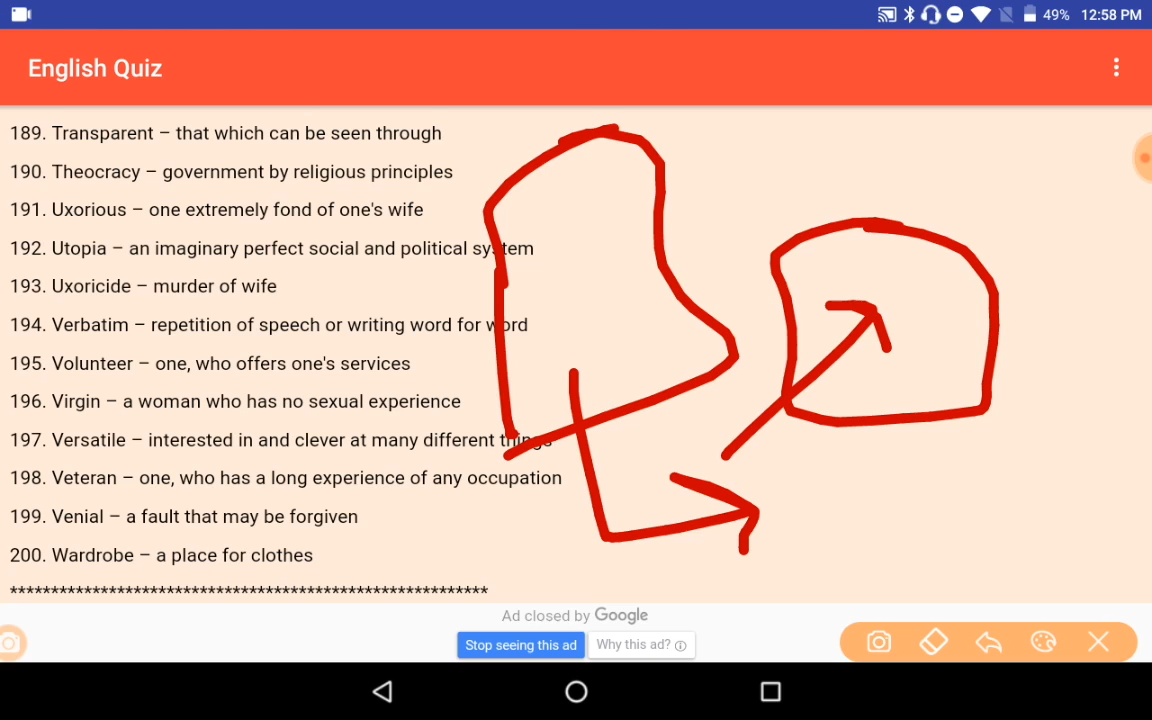 49% 12:58 PM
English Quiz
189. Transparent – that which can be seen through
190. Theocracy – government by religious principles
191. Uxorious – one extremely fond of one's wife
192. Utopia – an imaginary perfect social and political system
193. Uxoricide – murder of wife
194. Verbatim – repetition of speech or writing word for word
195. Volunteer – one, who offers one's services
196. Virgin – a woman who has no sexual experience
197. Versatile – interested in and clever at many different things
198. Veteran – one, who has a long experience of any occupation
199. Venial – a fault that may be forgiven
200. Wardrobe – a place for clothes
***********************************************************
Ad closed by Google
Stop seeing this ad Why this ad?